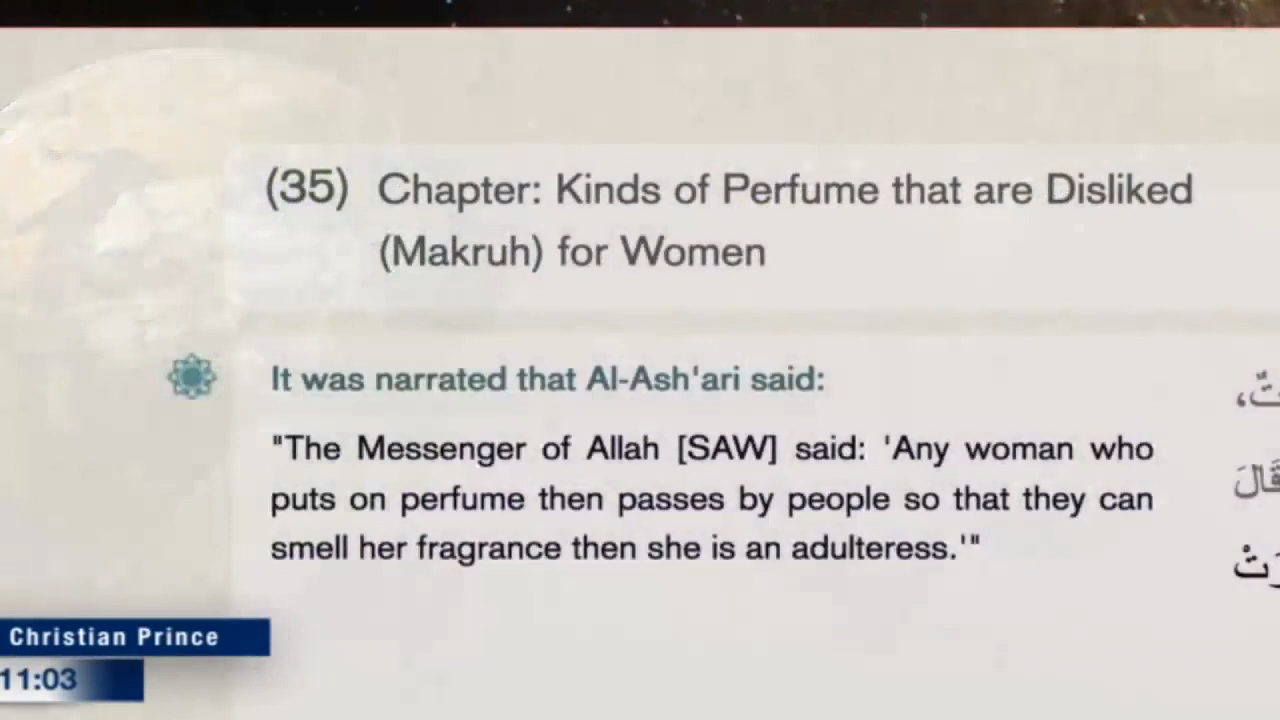 (35) Chapter: Kinds of Perfume that are Disliked
(Makruh) for Women
It was narrated that Al-Ash'ari said:
"The Messenger of Allah [SAW] said: 'Any woman who
puts on perfume then passes by people so that they can
smell her fragrance then she is an adulteress.'"
Christian Prince
11:03